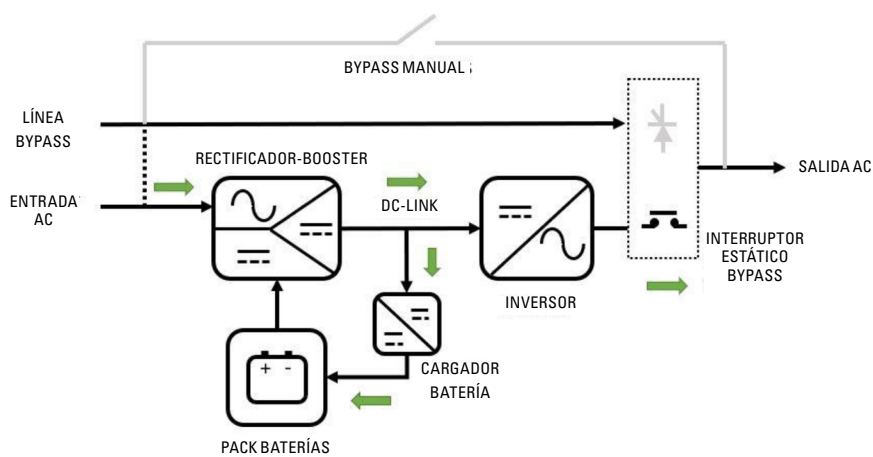 BYPASS MANUAL
LÍNEA
BYPASS
RECTIFICADOR-BOOSTER
SALIDA AC
ENTRADA
AC
DC-LINK
INTERRUPTOR
ESTÁTICO
BYPASS
INVERSOR
+ -
CARGADOR
BATERÍA
PACK BATERÍAS